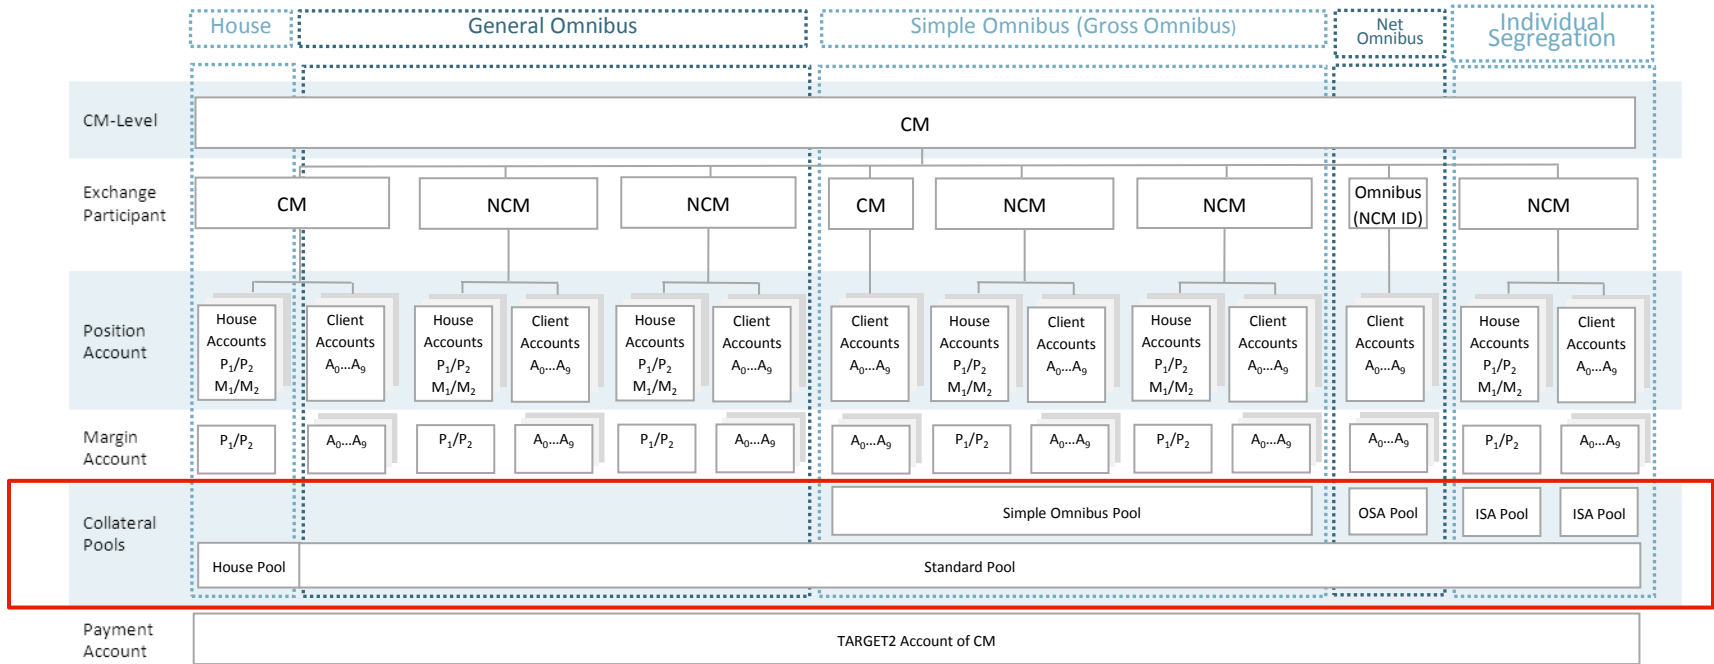 House
General Omnibus
Simple Omnibus (Gross Omnibus)
Net
Omnibus
Individual
Segregation
CM-Level
CM
Exchange
Participant
CM
NCM
NCM
CM
NCM
NCM
Omnibus
(NCM ID)
NCM
Position
Account
House
Accounts
P₁/P₂
M₁/M₂
Client
Accounts
A₀...A₉
House
Accounts
P₁/P₂
M₁/M₂
Client
Accounts
A₀...A₉
House
Accounts
P₁/P₂
M₁/M₂
Client
Accounts
A₀...A₉
Client
Accounts
A₀...A₉
House
Accounts
P₁/P₂
M₁/M₂
Client
Accounts
A₀...A₉
House
Accounts
P₁/P₂
M₁/M₂
Client
Accounts
A₀...A₉
Client
Accounts
A₀...A₉
House
Accounts
P₁/P₂
M₁/M₂
Client
Accounts
A₀...A₉
Margin
Account
P₁/P₂
A₀...A₉
P₁/P₂
A₀...A₉
P₁/P₂
A₀...A₉
A₀...A₉
P₁/P₂
A₀...A₉
P₁/P₂
A₀...A₉
A₀...A₉
P₁/P₂
A₀...A₉
Collateral
Pools
Simple Omnibus Pool
OSA Pool
ISA Pool
ISA Pool
House Pool
Standard Pool
Payment
Account
TARGET2 Account of CM